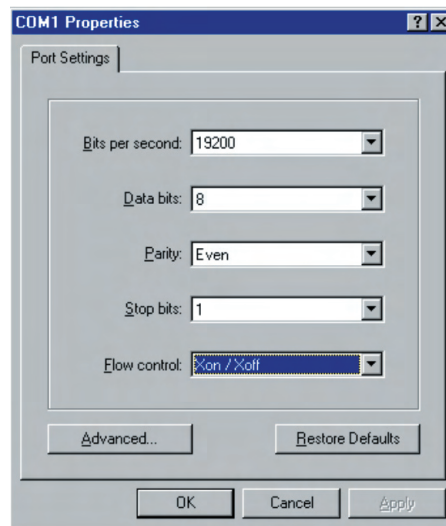 COM1 Properties
Port Settings
Bits per second: 19200
Data bits: 8
Parity: Even
Stop bits: 1
Flow control: Xon / Xoff
Advanced... Restore Defaults
OK Cancel Apply